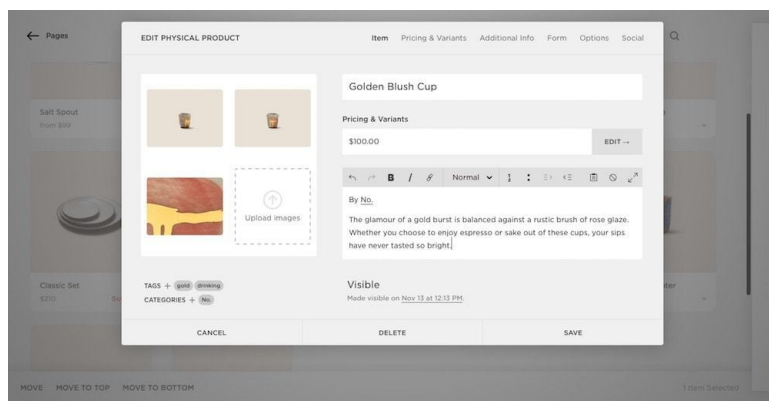 ← Pages
EDIT PHYSICAL PRODUCT
Item Pricing & Variants Additional Info Form Options Social
Golden Blush Cup
Salt Spout
from $98
Pricing & Variants
$100.00
EDIT →
B I Normal
Upload images
By No.
The glamour of a gold burst is balanced against a rustic brush of rose glaze.
Whether you choose to enjoy espresso or sake out of these cups, your sips
have never tasted so bright.
Classic Set
$210
TAGS + gold drinking
CATEGORIES + No.
Visible
Made visible on Nov 13 at 12:13 PM.
CANCEL DELETE SAVE
MOVE MOVE TO TOP MOVE TO BOTTOM
1 Item Selected